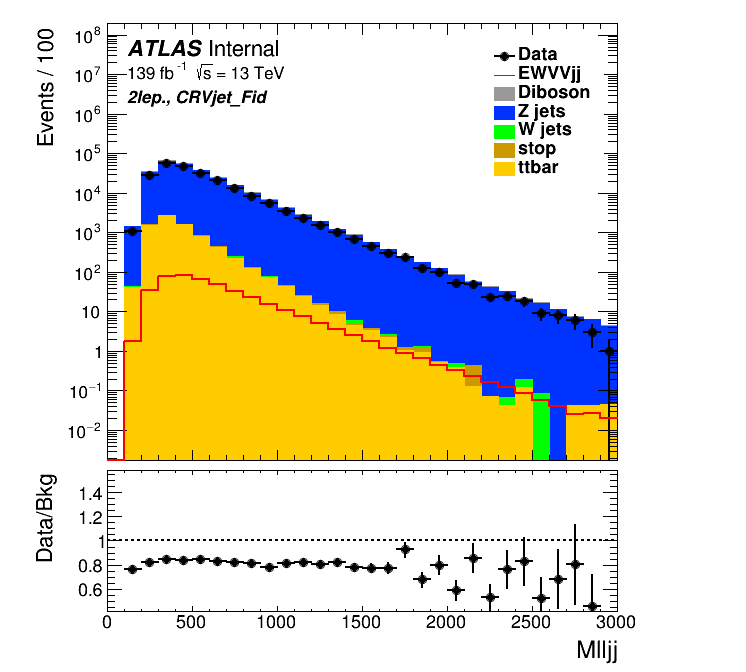 ATLAS Internal
139 fb⁻¹ √s = 13 TeV
2lep., CRVjet_Fid
Data
EWVVjj
Diboson
Z jets
W jets
stop
ttbar
Events / 100
10⁸
10⁷
10⁶
10⁵
10⁴
10³
10²
10
1
10⁻¹
10⁻²
Data/Bkg
1.4
1.2
1
0.8
0.6
0 500 1000 1500 2000 2500 3000
Mlljj